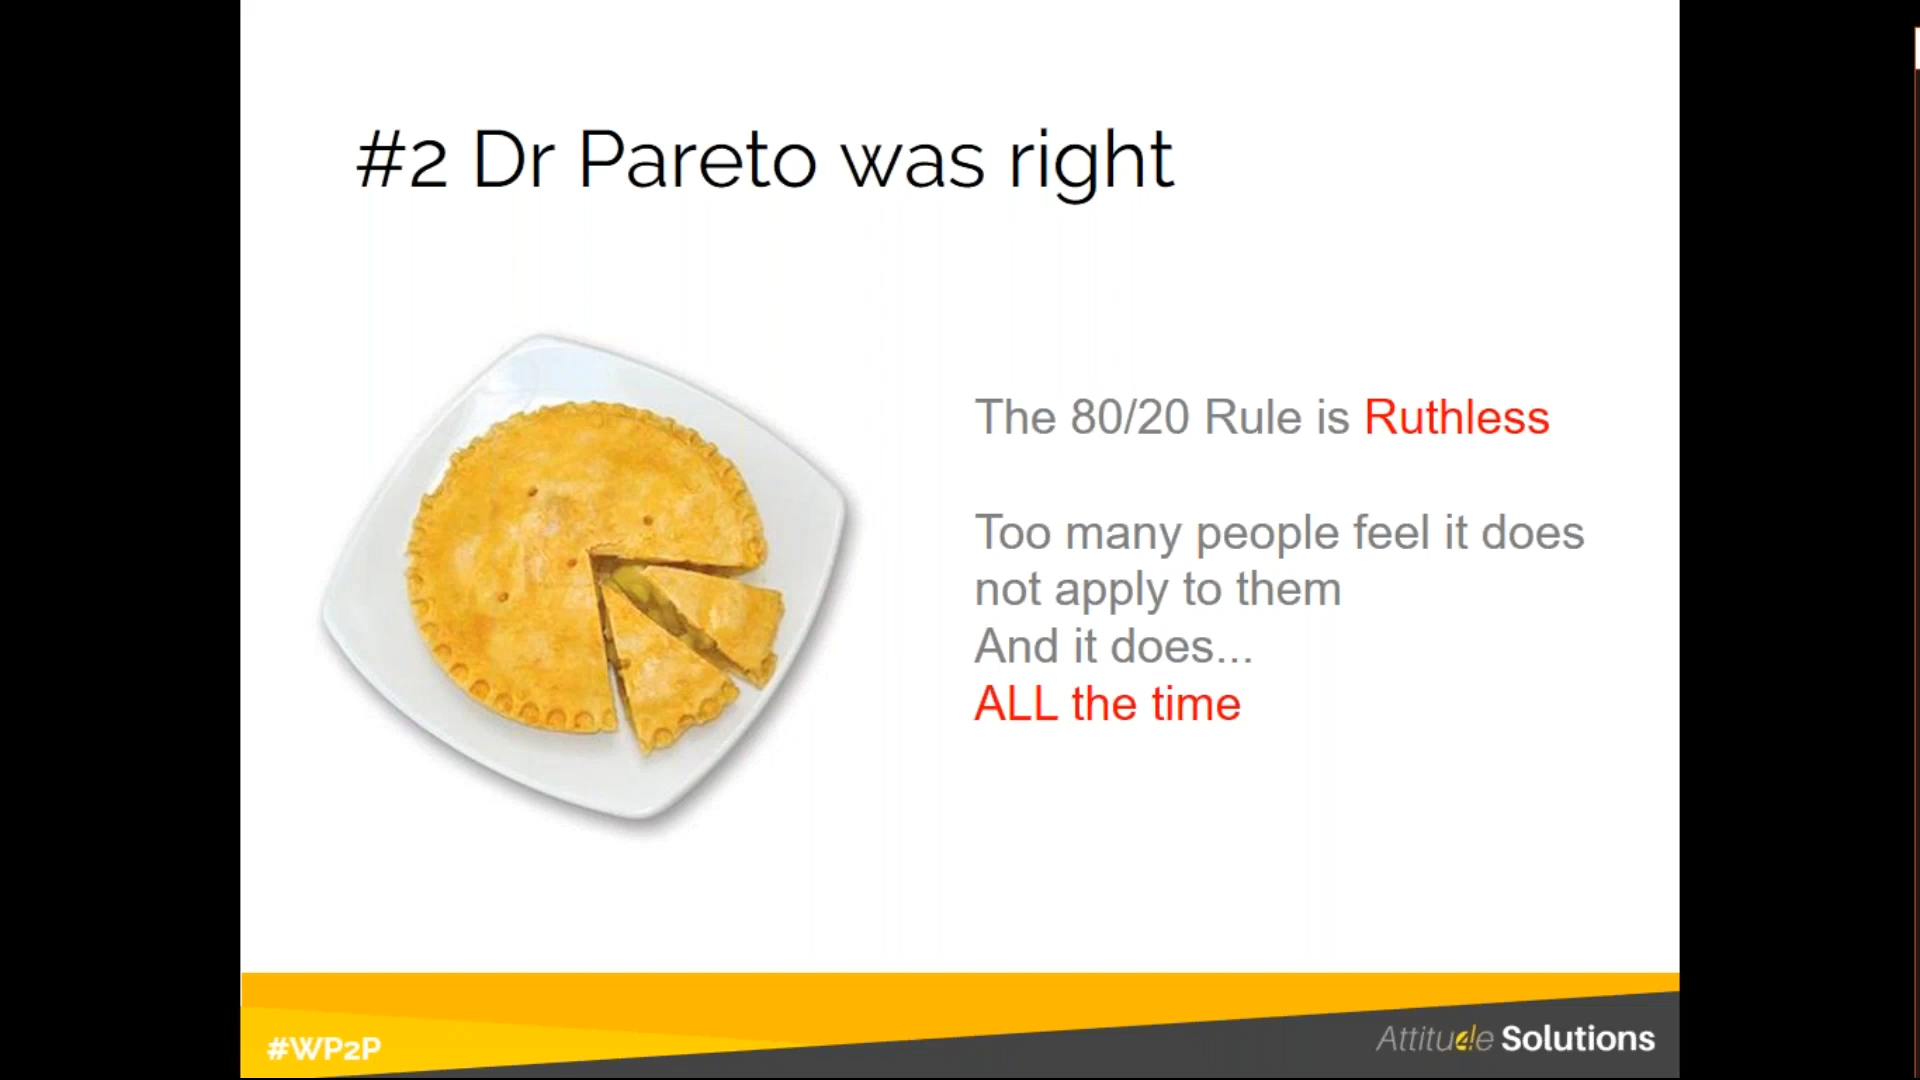 #2 Dr Pareto was right
The 80/20 Rule is Ruthless
Too many people feel it does
not apply to them
And it does...
ALL the time
#WP2P
Attitu4!e Solutions